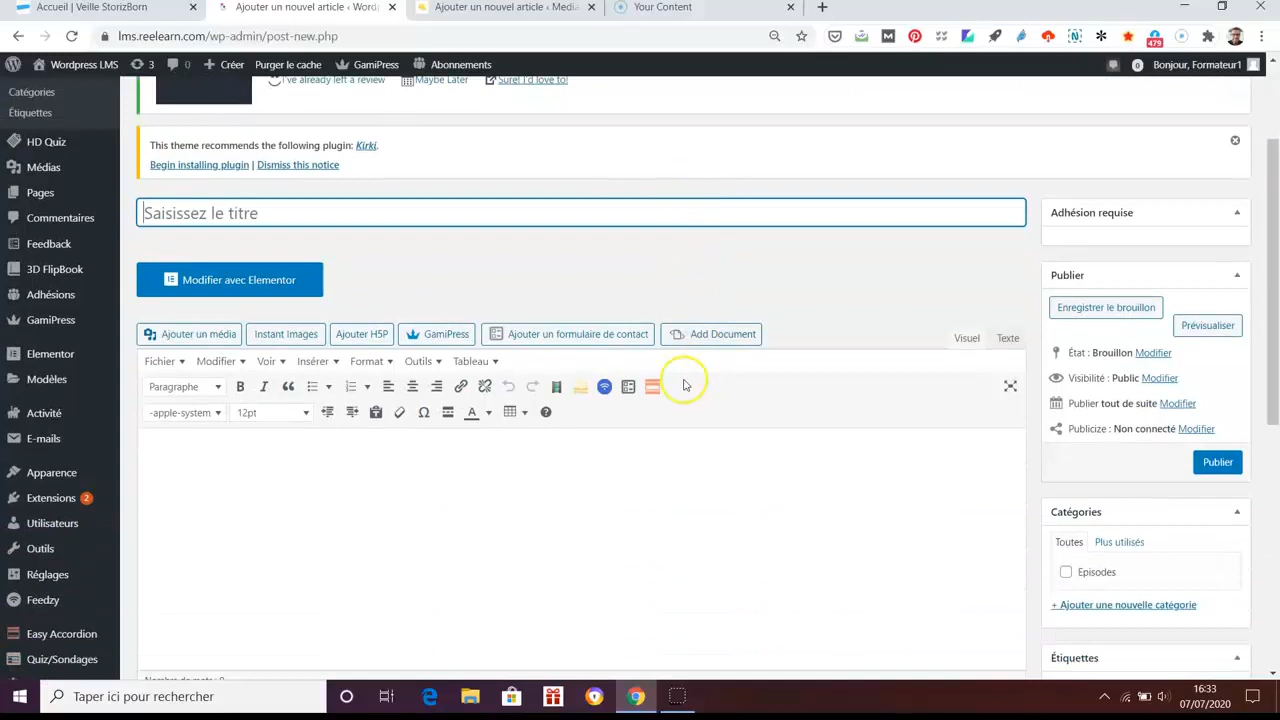 Accueil | Veille StorizBorn
Ajouter un nouvel article ‹ Wordp
Ajouter un nouvel article ‹ Media
Your Content
lms.reelearn.com/wp-admin/post-new.php
479
Wordpress LMS
3
0
Créer
Purger le cache
GamiPress
Abonnements
0
Bonjour, Formateur1
Catégories
Étiquettes
HD Quiz
Médias
Pages
Commentaires
Feedback
3D FlipBook
Adhésions
GamiPress
Elementor
Modèles
Activité
E-mails
Apparence
Extensions 2
Utilisateurs
Outils
Réglages
Feedzy
Easy Accordion
Quiz/Sondages
I've already left a review
Maybe Later
Sure! I'd love to!
This theme recommends the following plugin: Kirki.
Begin installing plugin | Dismiss this notice
Saisissez le titre
Modifier avec Elementor
Ajouter un média
Instant Images
Ajouter H5P
GamiPress
Ajouter un formulaire de contact
Add Document
Visuel
Texte
Fichier
Modifier
Voir
Insérer
Format
Outils
Tableau
Paragraphe
-apple-system
12pt
Adhésion requise
Publier
Enregistrer le brouillon
Prévisualiser
État : Brouillon Modifier
Visibilité : Public Modifier
Publier tout de suite Modifier
Publicize : Non connecté Modifier
Publier
Catégories
Toutes
Plus utilisés
Episodes
+ Ajouter une nouvelle catégorie
Étiquettes
Taper ici pour rechercher
16:33
07/07/2020